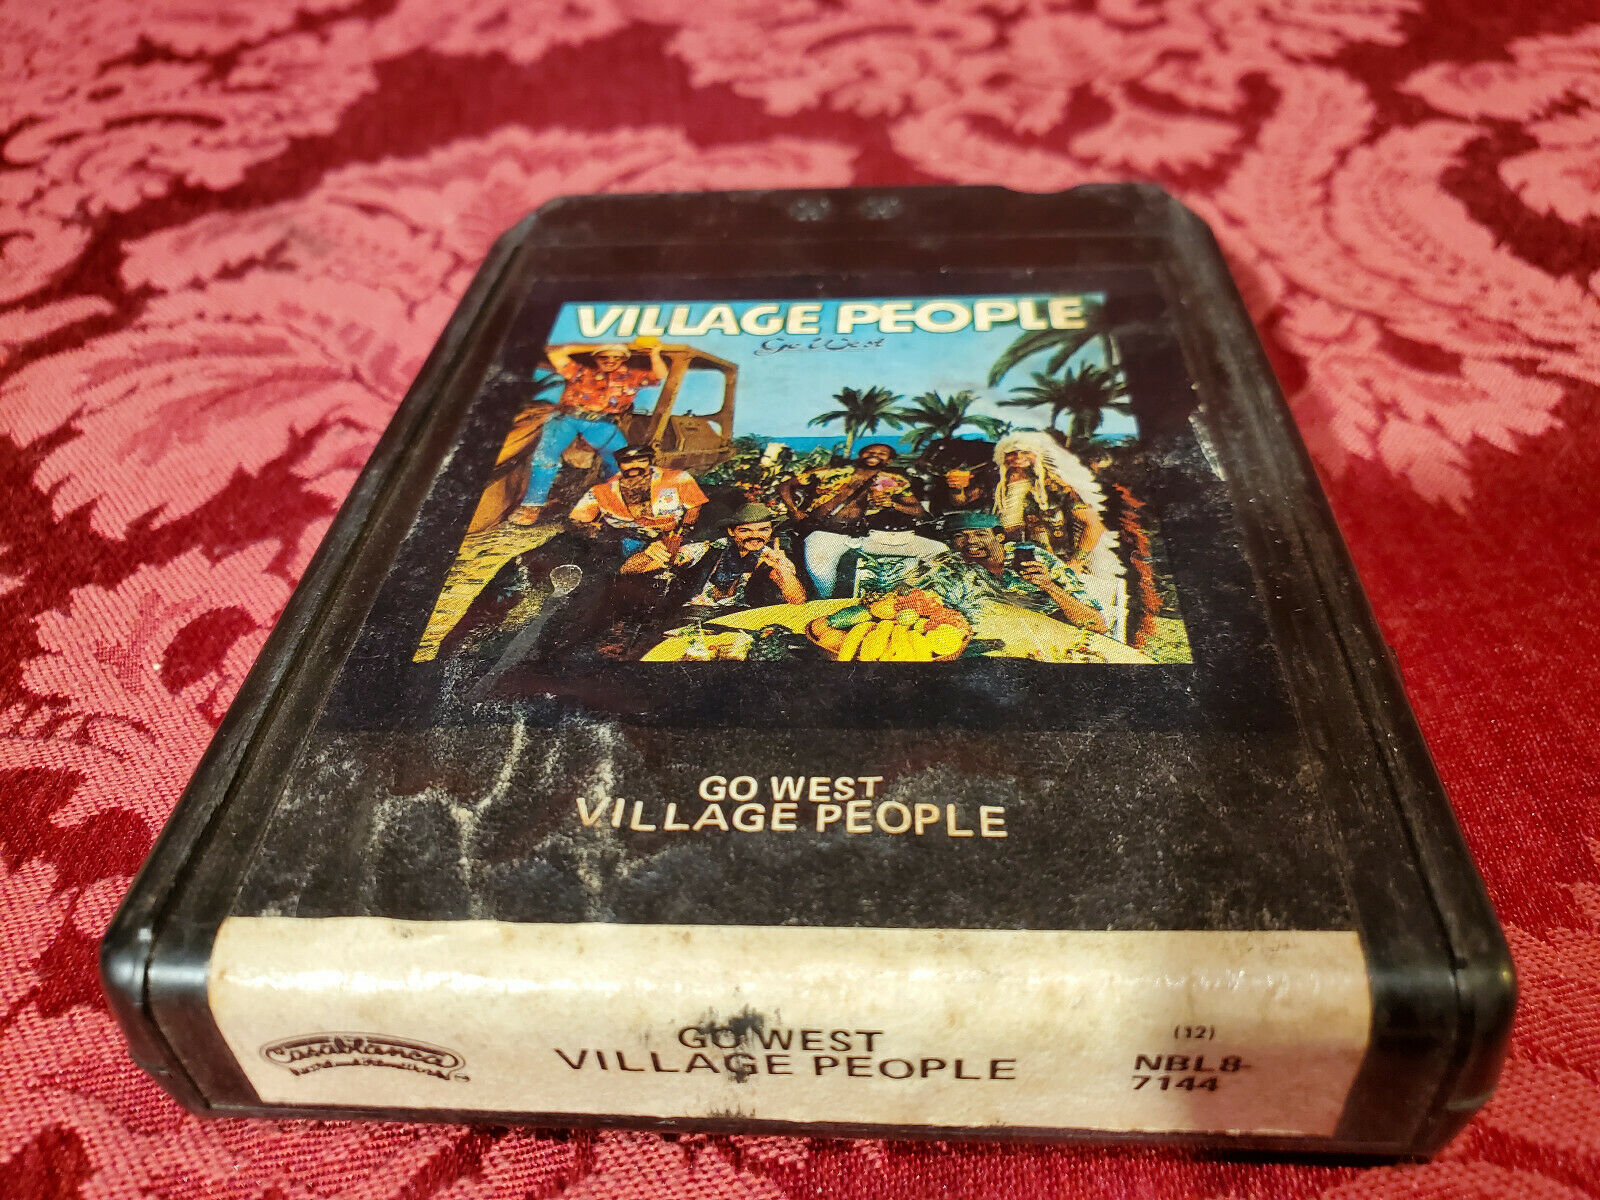 VILLAGE PEOPLE
Go West
GO WEST
VILLAGE PEOPLE
Casablanca
GO WEST
VILLAGE PEOPLE
(12)
NBL8-
7144